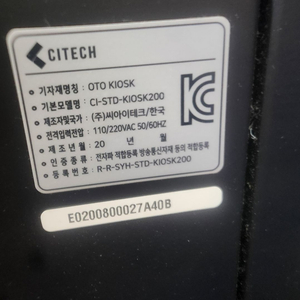 CITECH
· 기자재명칭 : OTO KIOSK
· 기본모델명 : CI-STD-KIOSK200
· 제조자및국가 : (주)씨아이테크/한국
· 전격입력전압 : 110/220VAC 50/60HZ
· 제 조 년 월 : 20 년 월
· 인 증 종 류 : 전자파 적합등록 방송통신자재 등의 적합등록
· 등 록 번 호 : R-R-SYH-STD-KIOSK200
E0200800027A40B